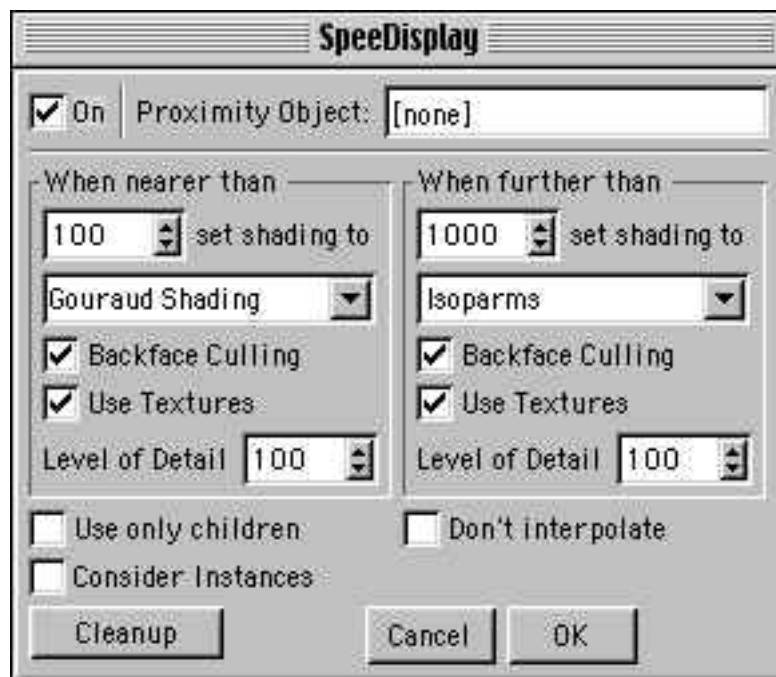 SpeeDisplay
On Proximity Object: [none]
When nearer than
100 set shading to
Gouraud Shading
Backface Culling
Use Textures
Level of Detail 100
When further than
1000 set shading to
Isoparms
Backface Culling
Use Textures
Level of Detail 100
Use only children
Don't interpolate
Consider Instances
Cleanup
Cancel
OK